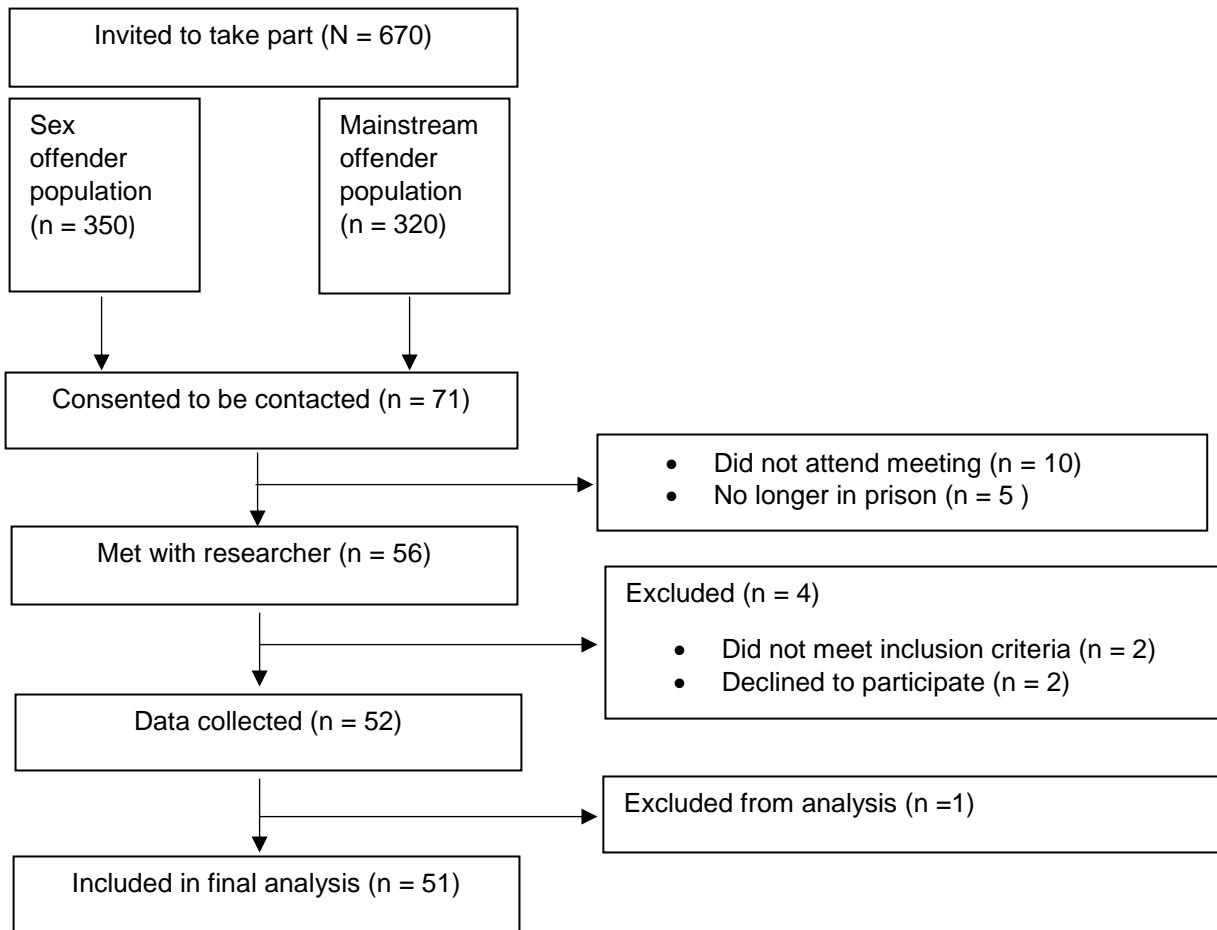 Invited to take part (N = 670)
Sex
offender
population
(n = 350)
Mainstream
offender
population
(n = 320)
Consented to be contacted (n = 71)
• Did not attend meeting (n = 10)
• No longer in prison (n = 5 )
Met with researcher (n = 56)
Excluded (n = 4)
• Did not meet inclusion criteria (n = 2)
• Declined to participate (n = 2)
Data collected (n = 52)
Excluded from analysis (n =1)
Included in final analysis (n = 51)